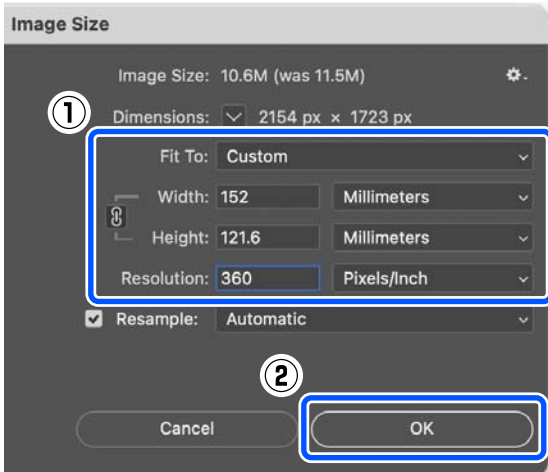 Image Size
Image Size: 10.6M (was 11.5M)
① Dimensions: 2154 px × 1723 px
Fit To: Custom
Width: 152 Millimeters
Height: 121.6 Millimeters
Resolution: 360 Pixels/Inch
Resample: Automatic
②
Cancel OK